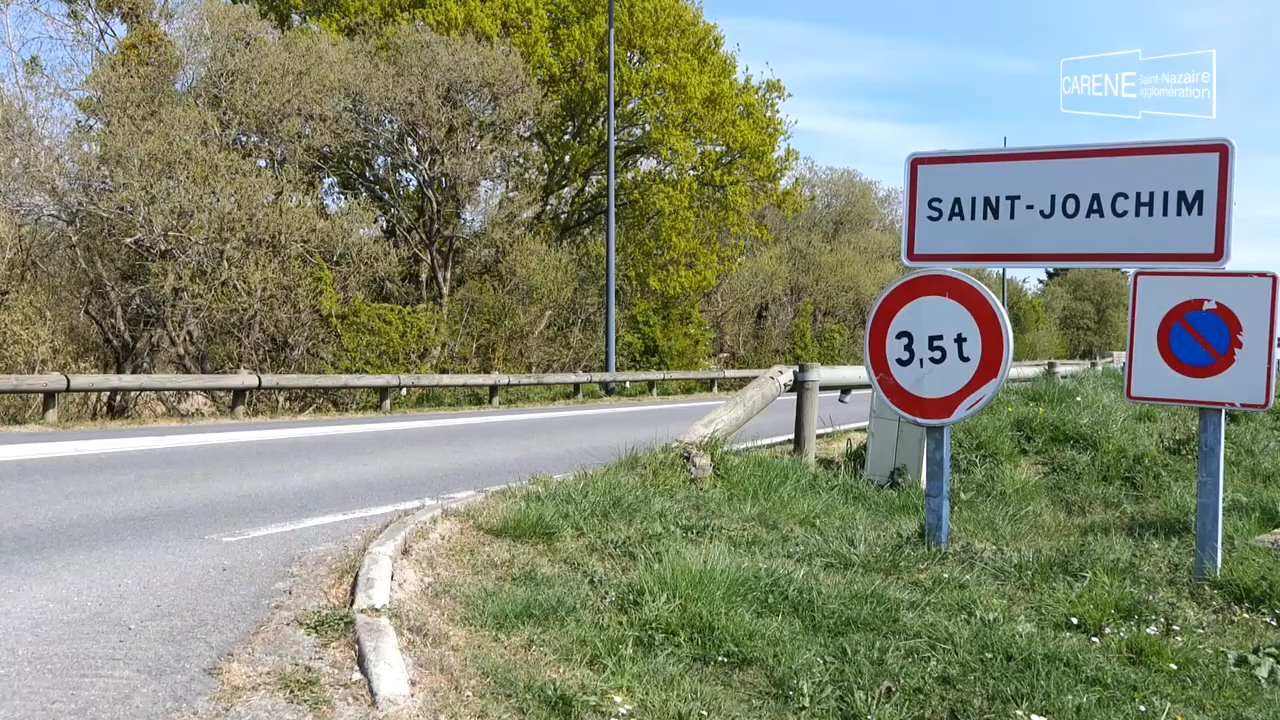 CARENE
Saint-Nazaire
agglomération
SAINT-JOACHIM
3,5t